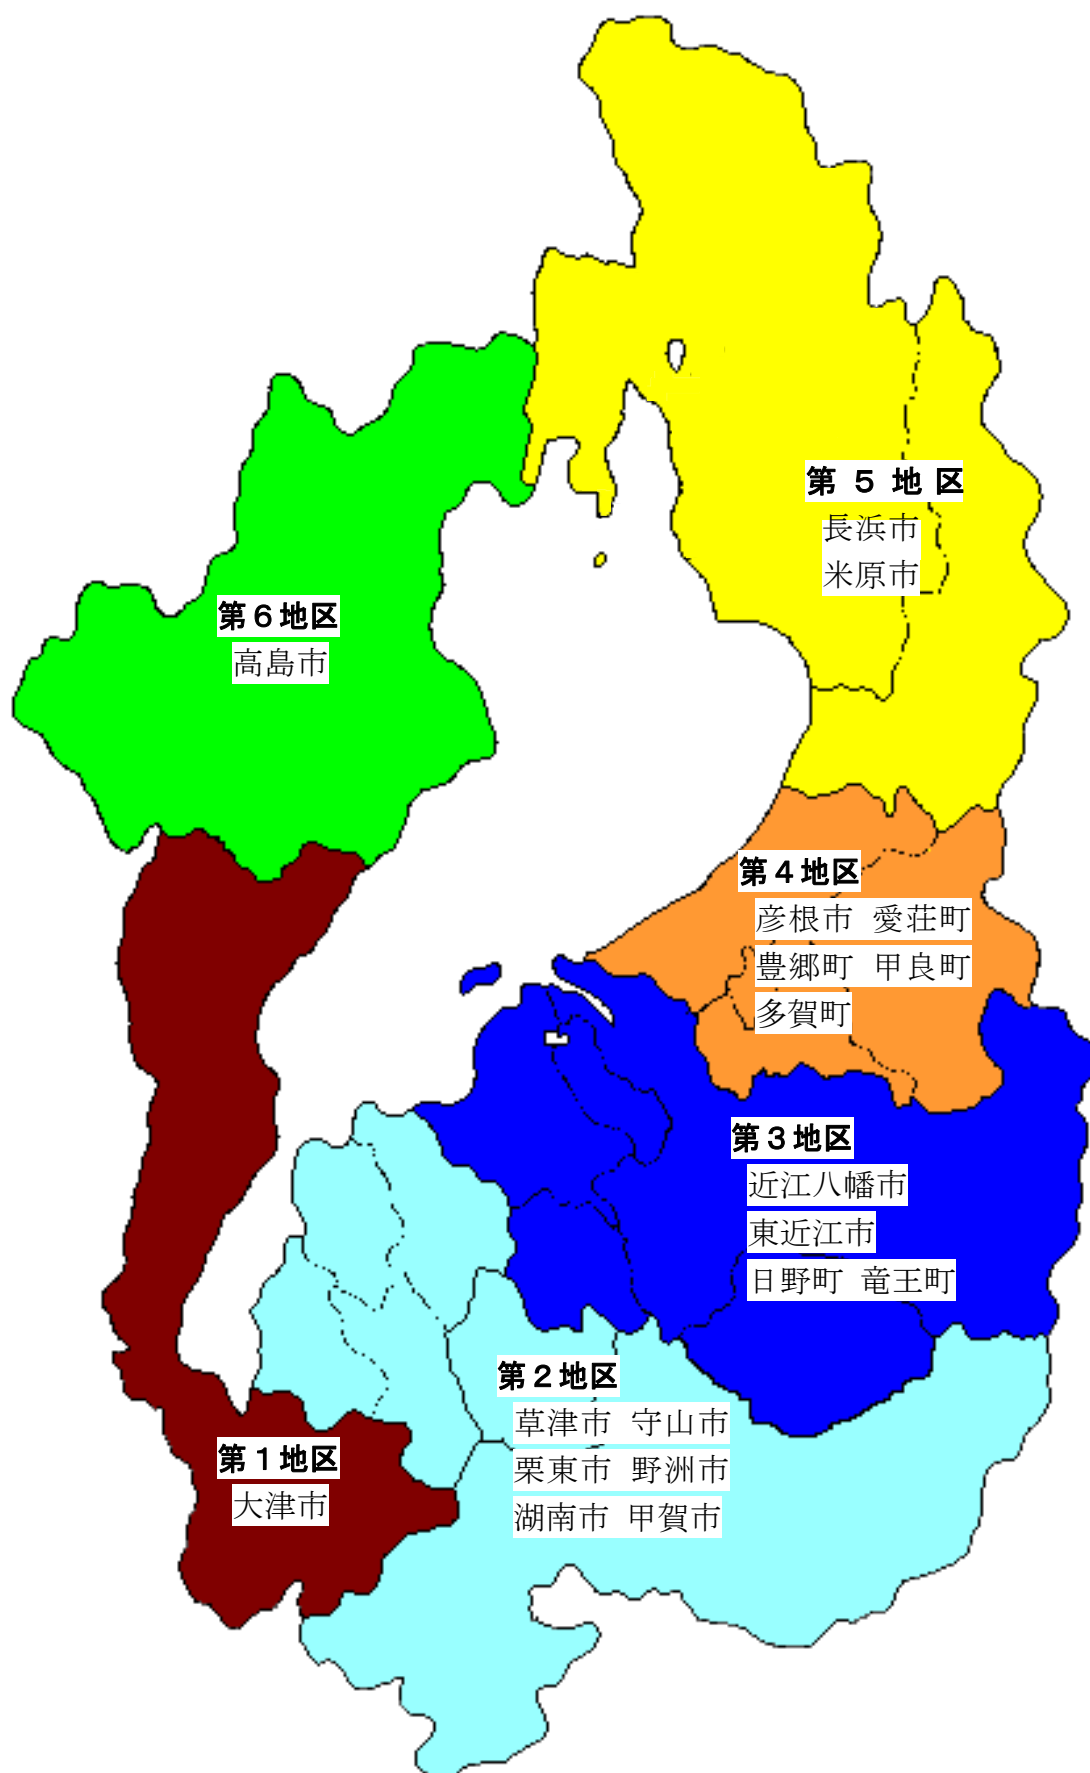 第５地区
長浜市
米原市
第６地区
高島市
第４地区
彦根市 愛荘町
豊郷町 甲良町
多賀町
第３地区
近江八幡市
東近江市
日野町 竜王町
第２地区
草津市 守山市
栗東市 野洲市
湖南市 甲賀市
第１地区
大津市